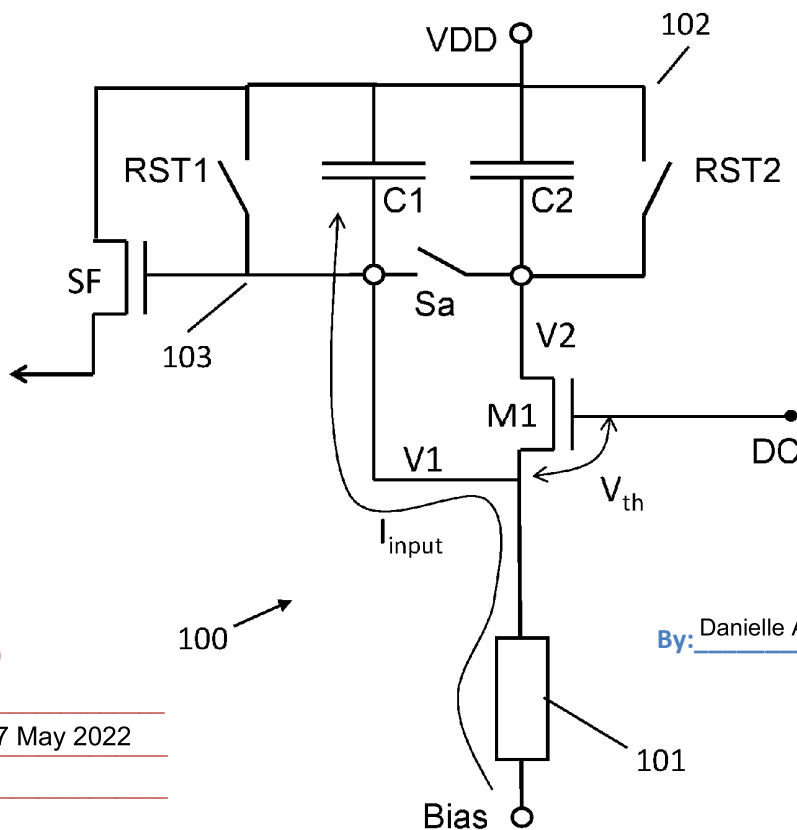 102
VDD
RST1
C1
C2
RST2
SF
Sa
103
V2
M1
DC
V1
Vth
Iinput
100
By: Danielle
7 May 2022
101
Bias